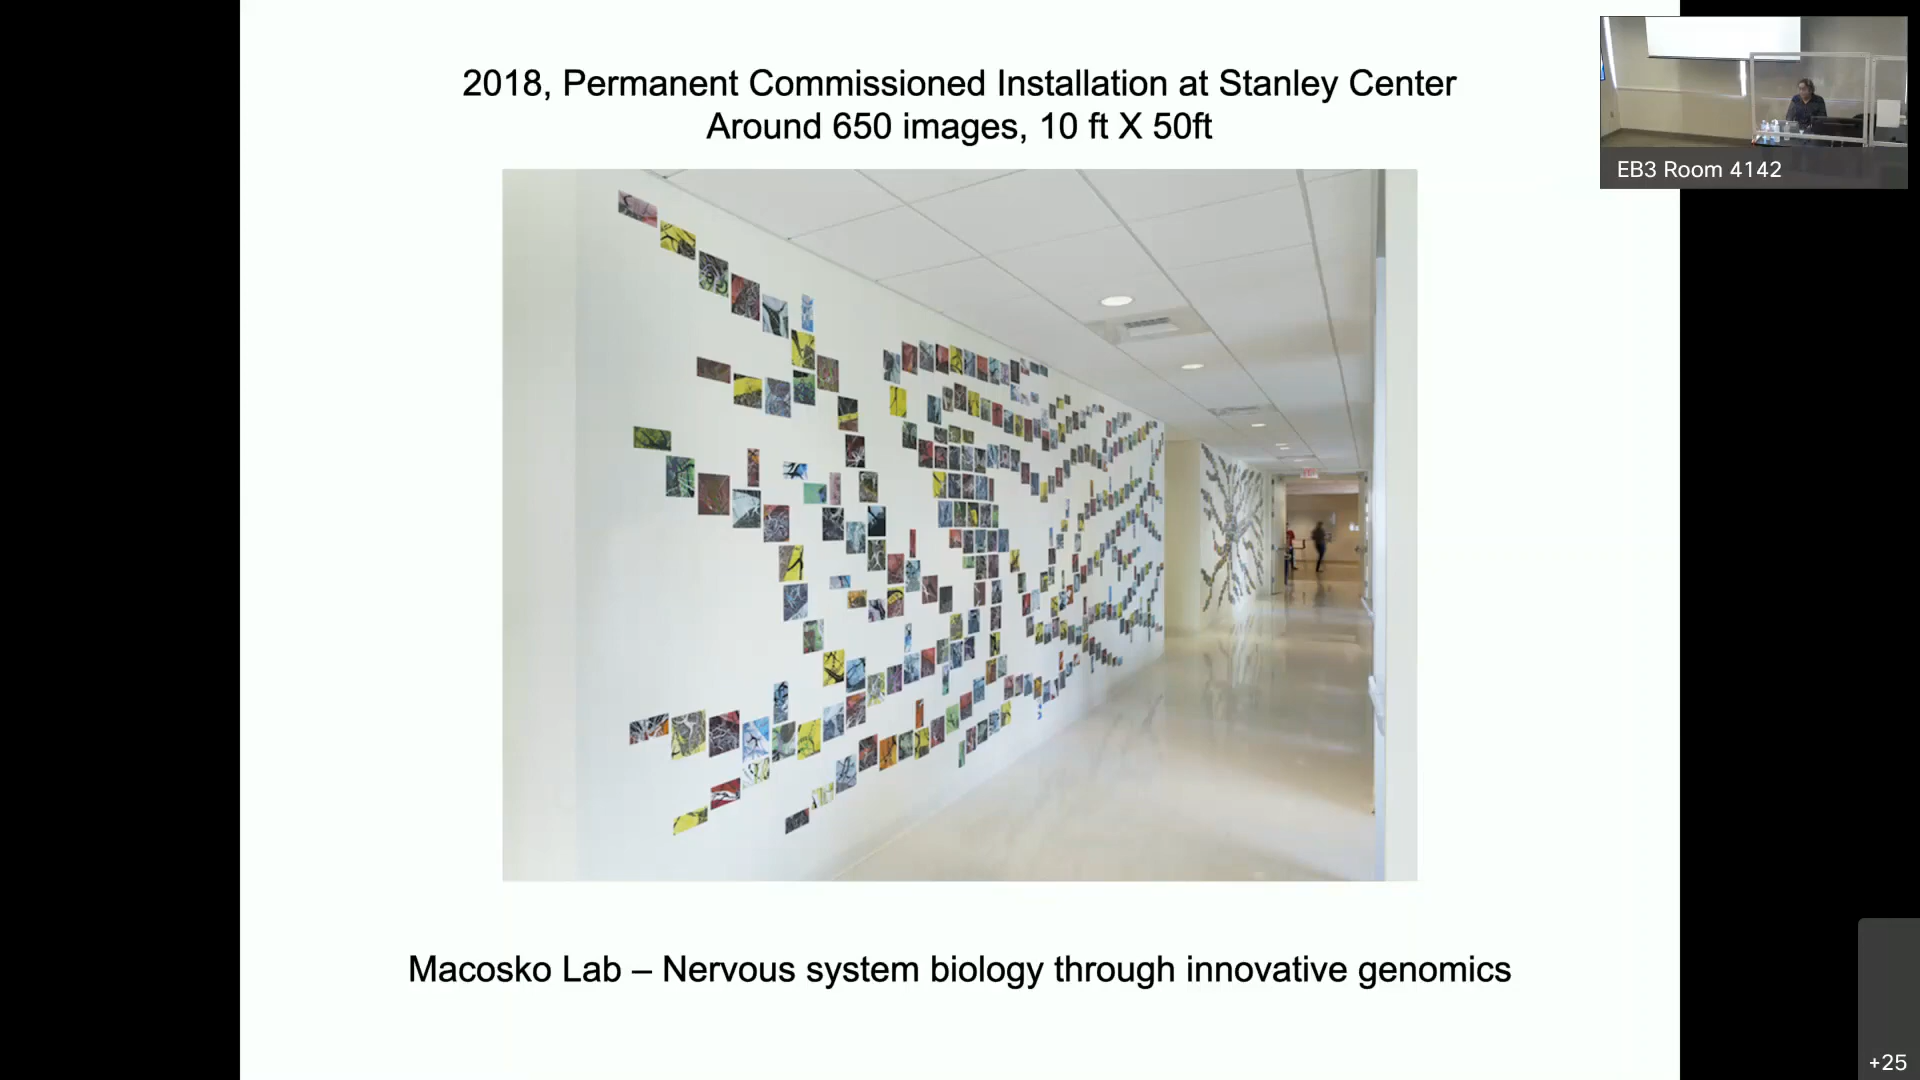 2018, Permanent Commissioned Installation at Stanley Center
Around 650 images, 10 ft X 50ft
EB3 Room 4142
Macosko Lab – Nervous system biology through innovative genomics
+25